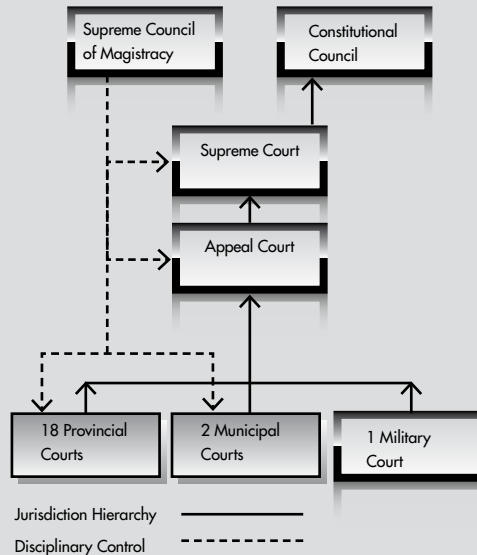 Supreme Council
of Magistracy
Constitutional
Council
Supreme Court
Appeal Court
18 Provincial
Courts
2 Municipal
Courts
1 Military
Court
Jurisdiction Hierarchy
Disciplinary Control